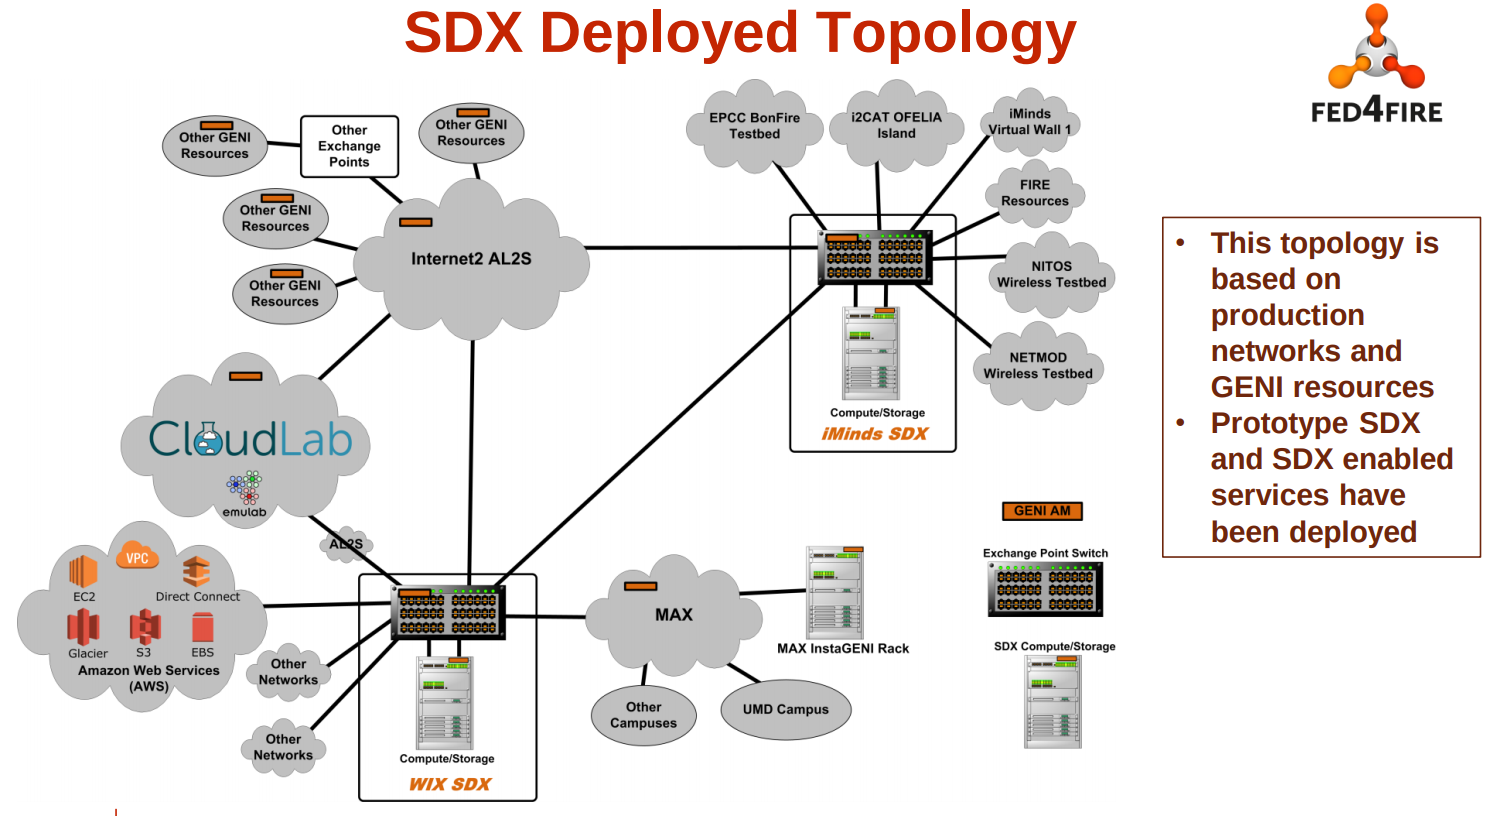 SDX Deployed Topology
FED4FIRE
Other GENI
Resources
Other
Exchange
Points
Other GENI
Resources
Other GENI
Resources
Other GENI
Resources
Internet2 AL2S
EPCC BonFire
Testbed
i2CAT OFELIA
Island
iMinds
Virtual Wall 1
FIRE
Resources
NITOS
Wireless Testbed
NETMOD
Wireless Testbed
Compute/Storage
iMinds SDX
CloudLab
emulab
AL2S
VPC
EC2
Direct Connect
Glacier
S3
EBS
Amazon Web Services
(AWS)
Other
Networks
Other
Networks
Compute/Storage
WIX SDX
MAX
MAX InstaGENI Rack
Other
Campuses
UMD Campus
GENI AM
Exchange Point Switch
SDX Compute/Storage
• This topology is
based on
production
networks and
GENI resources
• Prototype SDX
and SDX enabled
services have
been deployed